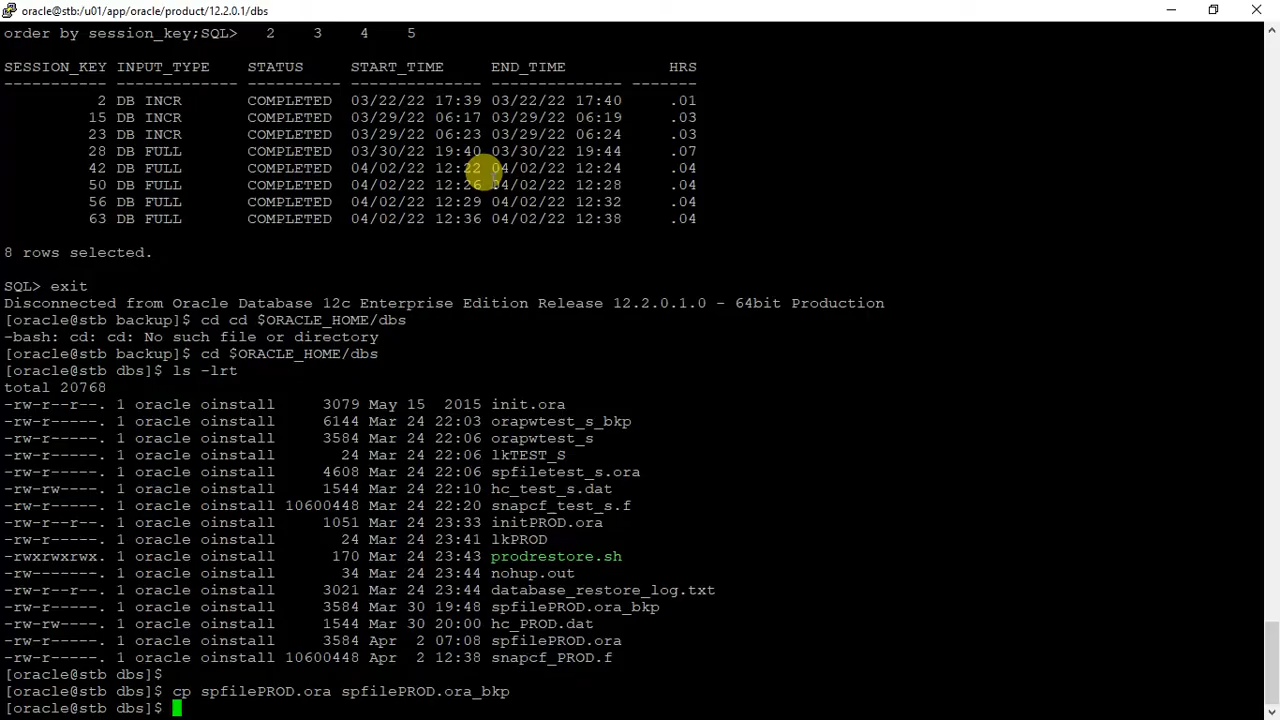 oracle@stb:/u01/app/oracle/product/12.2.0.1/dbs
order by session_key;SQL>   2    3    4    5
SESSION_KEY INPUT_TYPE    STATUS     START_TIME     END_TIME           HRS
----------- ------------- ---------- -------------- -------------- -------
          2 DB INCR       COMPLETED  03/22/22 17:39 03/22/22 17:40     .01
         15 DB INCR       COMPLETED  03/29/22 06:17 03/29/22 06:19     .03
         23 DB INCR       COMPLETED  03/29/22 06:23 03/29/22 06:24     .03
         28 DB FULL       COMPLETED  03/30/22 19:40 03/30/22 19:44     .07
         42 DB FULL       COMPLETED  04/02/22 12:22 04/02/22 12:24     .04
         50 DB FULL       COMPLETED  04/02/22 12:26 04/02/22 12:28     .04
         56 DB FULL       COMPLETED  04/02/22 12:29 04/02/22 12:32     .04
         63 DB FULL       COMPLETED  04/02/22 12:36 04/02/22 12:38     .04
8 rows selected.
SQL> exit
Disconnected from Oracle Database 12c Enterprise Edition Release 12.2.0.1.0 - 64bit Production
[oracle@stb backup]$ cd cd $ORACLE_HOME/dbs
-bash: cd: cd: No such file or directory
[oracle@stb backup]$ cd $ORACLE_HOME/dbs
[oracle@stb dbs]$ ls -lrt
total 20768
-rw-r--r--. 1 oracle oinstall     3079 May 15  2015 init.ora
-rw-r-----. 1 oracle oinstall     6144 Mar 24 22:03 orapwtest_s_bkp
-rw-r-----. 1 oracle oinstall     3584 Mar 24 22:06 orapwtest_s
-rw-r-----. 1 oracle oinstall       24 Mar 24 22:06 lkTEST_S
-rw-r-----. 1 oracle oinstall     4608 Mar 24 22:06 spfiletest_s.ora
-rw-rw----. 1 oracle oinstall     1544 Mar 24 22:10 hc_test_s.dat
-rw-r-----. 1 oracle oinstall 10600448 Mar 24 22:20 snapcf_test_s.f
-rw-r--r--. 1 oracle oinstall     1051 Mar 24 23:33 initPROD.ora
-rw-r-----. 1 oracle oinstall       24 Mar 24 23:41 lkPROD
-rwxrwxrwx. 1 oracle oinstall      170 Mar 24 23:43 prodrestore.sh
-rw-------. 1 oracle oinstall       34 Mar 24 23:44 nohup.out
-rw-r--r--. 1 oracle oinstall     3021 Mar 24 23:44 database_restore_log.txt
-rw-r-----. 1 oracle oinstall     3584 Mar 30 19:48 spfilePROD.ora_bkp
-rw-rw----. 1 oracle oinstall     1544 Mar 30 20:00 hc_PROD.dat
-rw-r-----. 1 oracle oinstall     3584 Apr  2 07:08 spfilePROD.ora
-rw-r-----. 1 oracle oinstall 10600448 Apr  2 12:38 snapcf_PROD.f
[oracle@stb dbs]$
[oracle@stb dbs]$ cp spfilePROD.ora spfilePROD.ora_bkp
[oracle@stb dbs]$